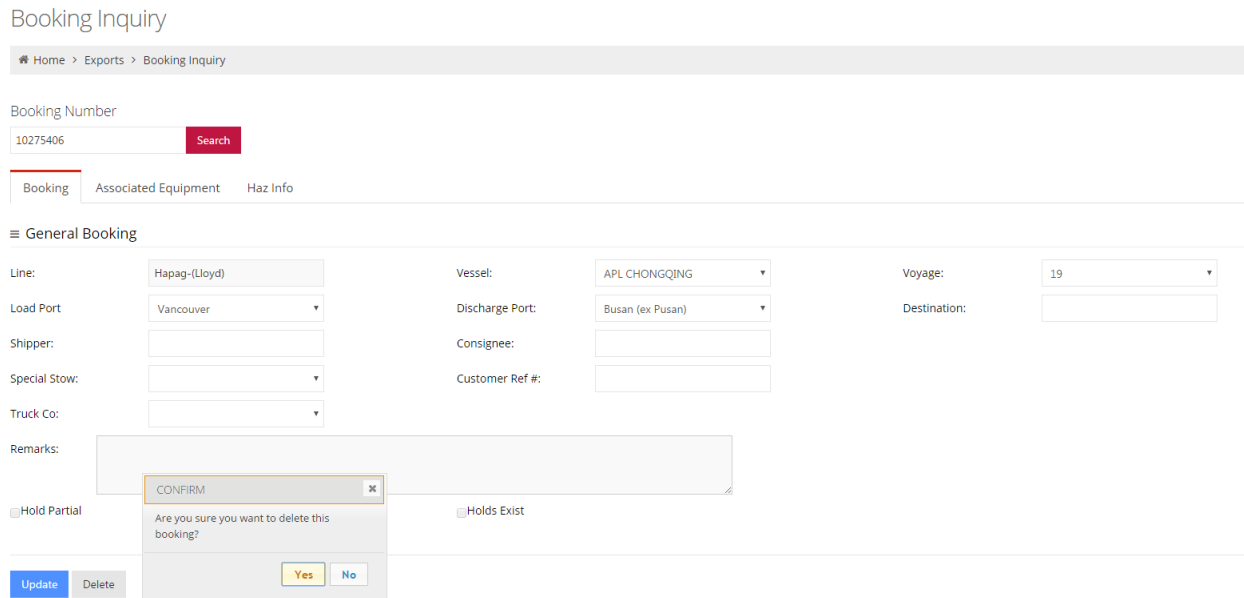 Booking Inquiry
Home > Exports > Booking Inquiry
Booking Number
10275406 Search
Booking Associated Equipment Haz Info
General Booking
Line: Hapag-(Lloyd) Vessel: APL CHONGQING Voyage: 19
Load Port Vancouver Discharge Port: Busan (ex Pusan) Destination:
Shipper: Consignee:
Special Stow: Customer Ref #:
Truck Co:
Remarks:
CONFIRM
Hold Partial Holds Exist
Are you sure you want to delete this
booking?
Yes No
Update Delete